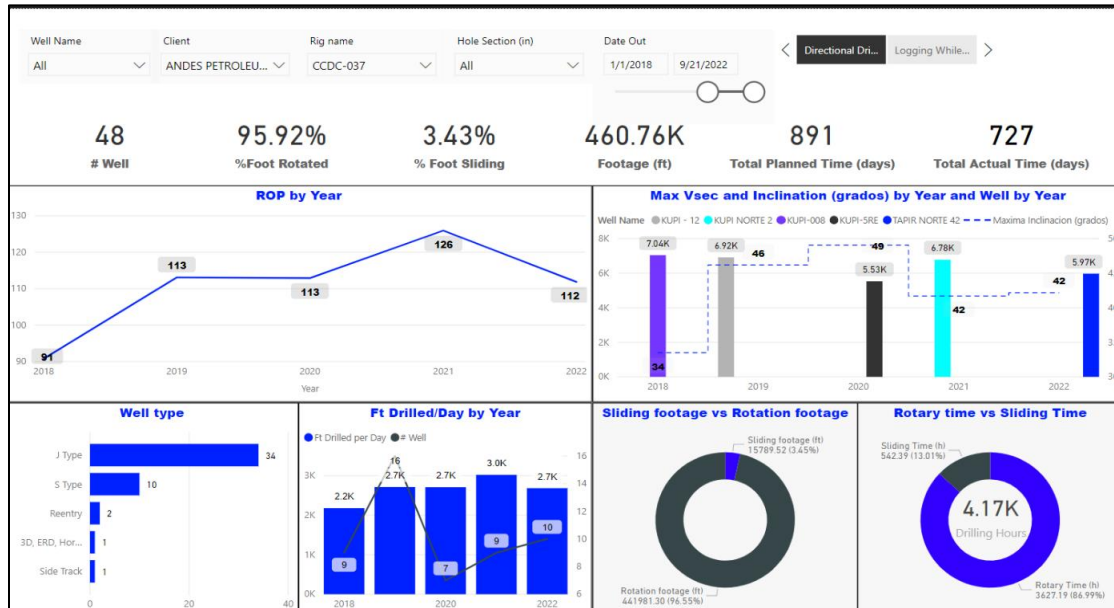 Well Name
Client
Rig name
Hole Section (in)
Date Out
All
ANDES PETROLEU...
CCDC-037
All
1/1/2018
9/21/2022
Directional Dri...
Logging While...
48
# Well
95.92%
%Foot Rotated
3.43%
% Foot Sliding
460.76K
Footage (ft)
891
Total Planned Time (days)
727
Total Actual Time (days)
ROP by Year
130
120
110
100
90
91
113
113
126
112
2018
2019
2020
2021
2022
Year
Max Vsec and Inclination (grados) by Year and Well by Year
Well Name KUPI - 12 KUPI NORTE 2 KUPI-008 KUPI-5RE TAPIR NORTE 42 Maxima Inclinacion (grados)
8K
6K
4K
2K
0K
7.04K
6.92K
5.53K
6.78K
5.97K
34
46
49
42
42
2018
2019
2020
2021
2022
Well type
J Type
34
S Type
10
Reentry
2
3D, ERD, Hor...
1
Side Track
1
0
20
40
Ft Drilled/Day by Year
Ft Drilled per Day # Well
3K
2K
1K
0K
2.2K
2.7K
2.7K
3.0K
2.7K
9
16
7
9
10
16
14
12
10
8
6
2018
2020
2022
Sliding footage vs Rotation footage
Sliding footage (ft)
15789.52 (3.45%)
Rotation footage (ft)
441981.30 (96.55%)
Rotary time vs Sliding Time
Sliding Time (h)
542.39 (13.01%)
4.17K
Drilling Hours
Rotary Time (h)
3627.19 (86.99%)